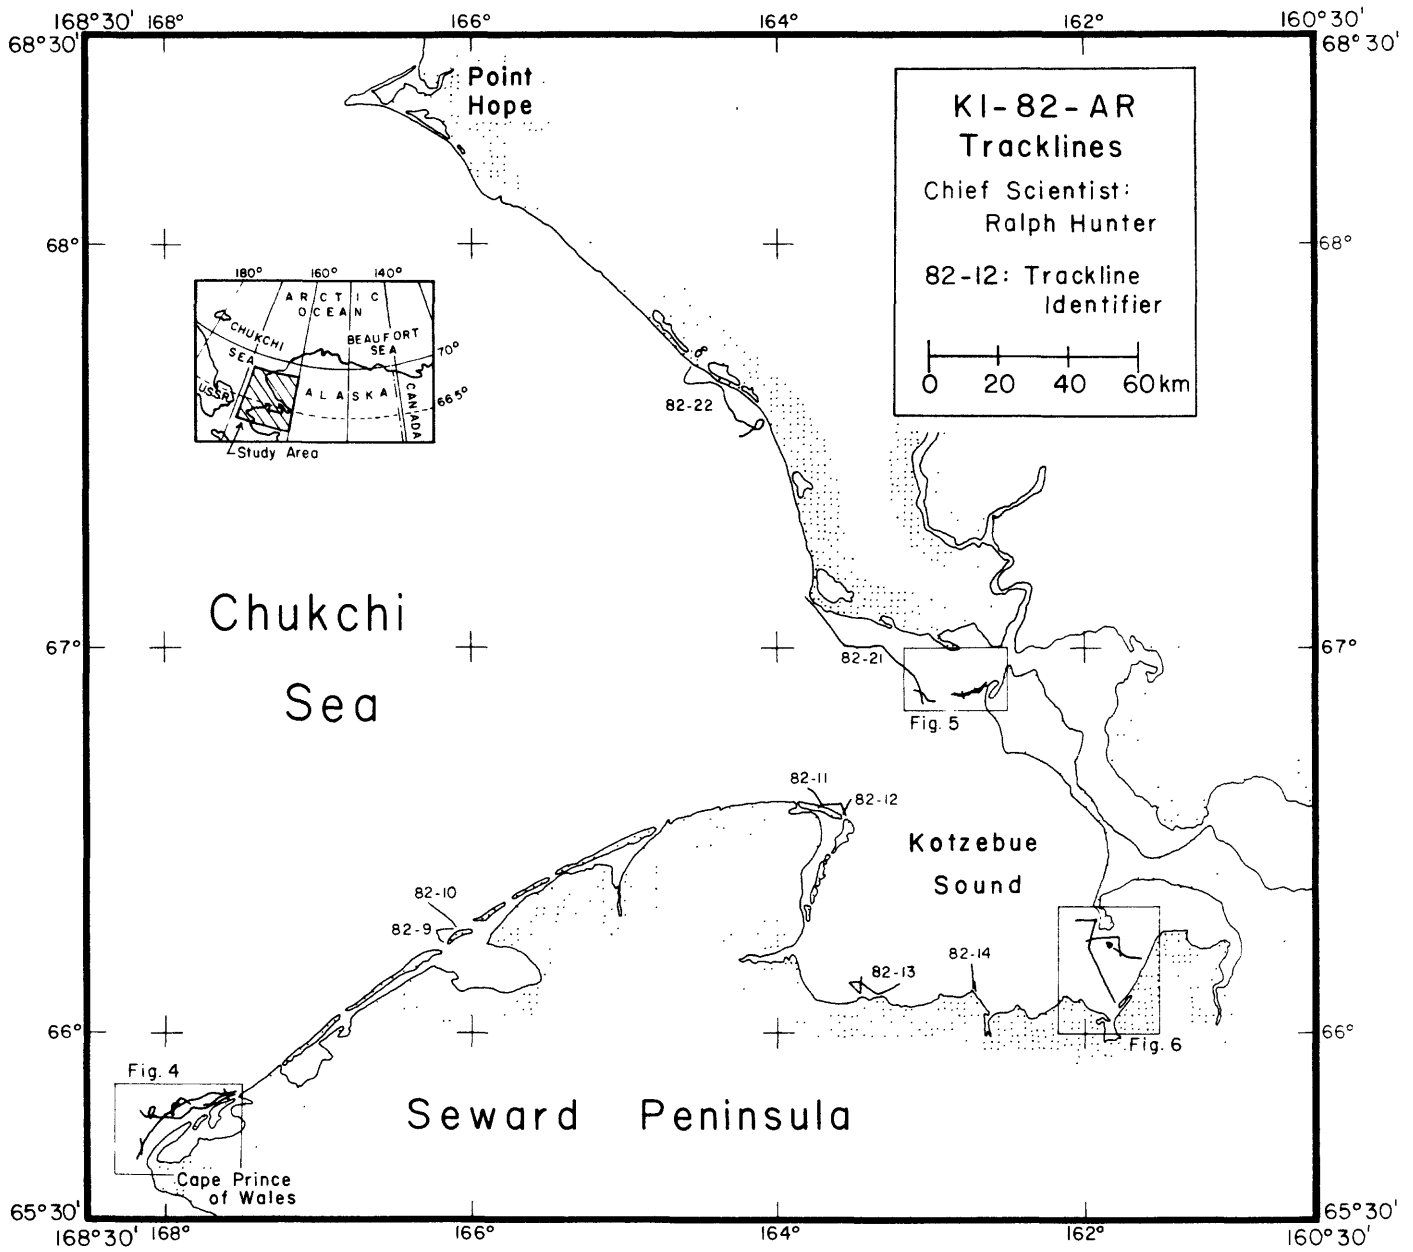 168°30' 168° 166° 164° 162° 160°30'
68°30' 68°30'
Point
Hope
KI-82-AR
Tracklines
Chief Scientist:
Ralph Hunter
82-12: Trackline
Identifier
0 20 40 60 km
68° 68°
180° 160° 140°
ARCTIC
OCEAN
CHUKCHI
SEA
BEAUFORT
SEA
70°
USSR
ALASKA
CANADA
66.5°
Study Area
82-22
Chukchi
Sea
67° 67°
82-21
Fig. 5
82-11
82-12
Kotzebue
Sound
82-10
82-9
82-13
82-14
66° 66°
Fig. 6
Fig. 4
Seward Peninsula
Cape Prince
of Wales
65°30' 65°30'
168°30' 168° 166° 164° 162° 160°30'